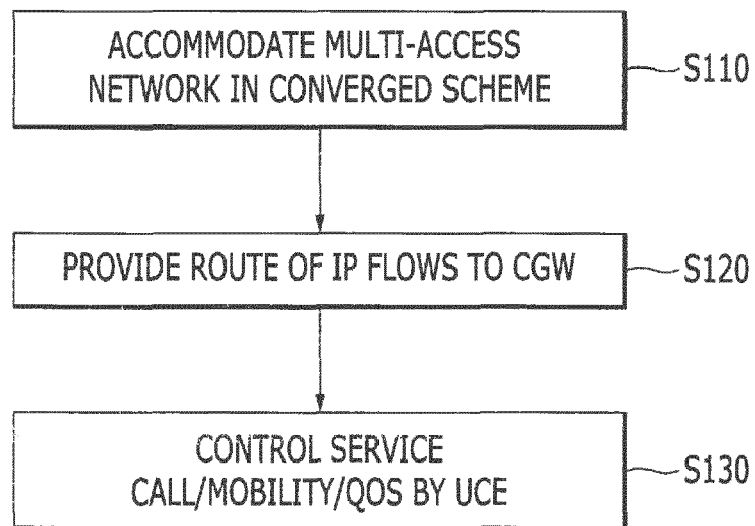 ACCOMMODATE MULTI-ACCESS
NETWORK IN CONVERGED SCHEME
S110
PROVIDE ROUTE OF IP FLOWS TO CGW
S120
CONTROL SERVICE
CALL/MOBILITY/QOS BY UCE
S130